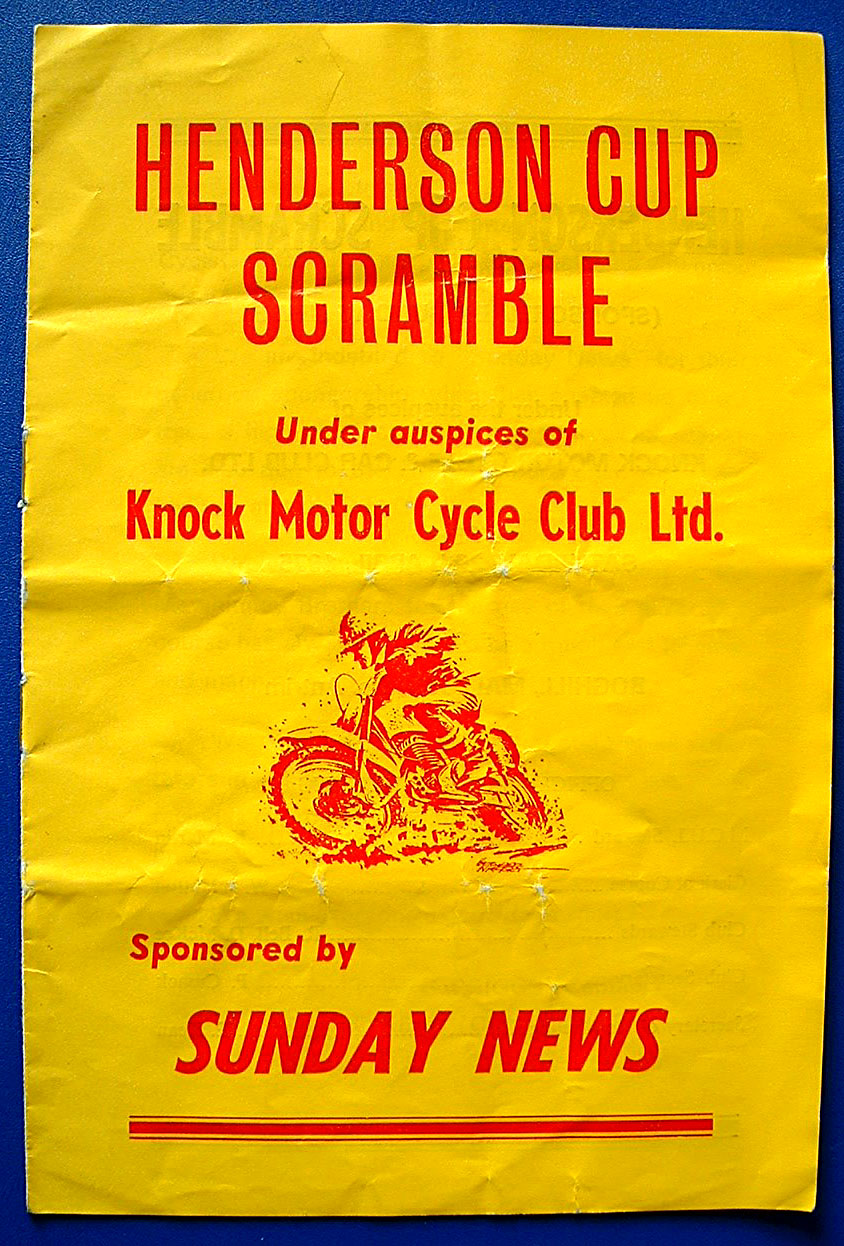 HENDERSON CUP
SCRAMBLE
Under auspices of
Knock Motor Cycle Club Ltd.
Sponsored by
SUNDAY NEWS